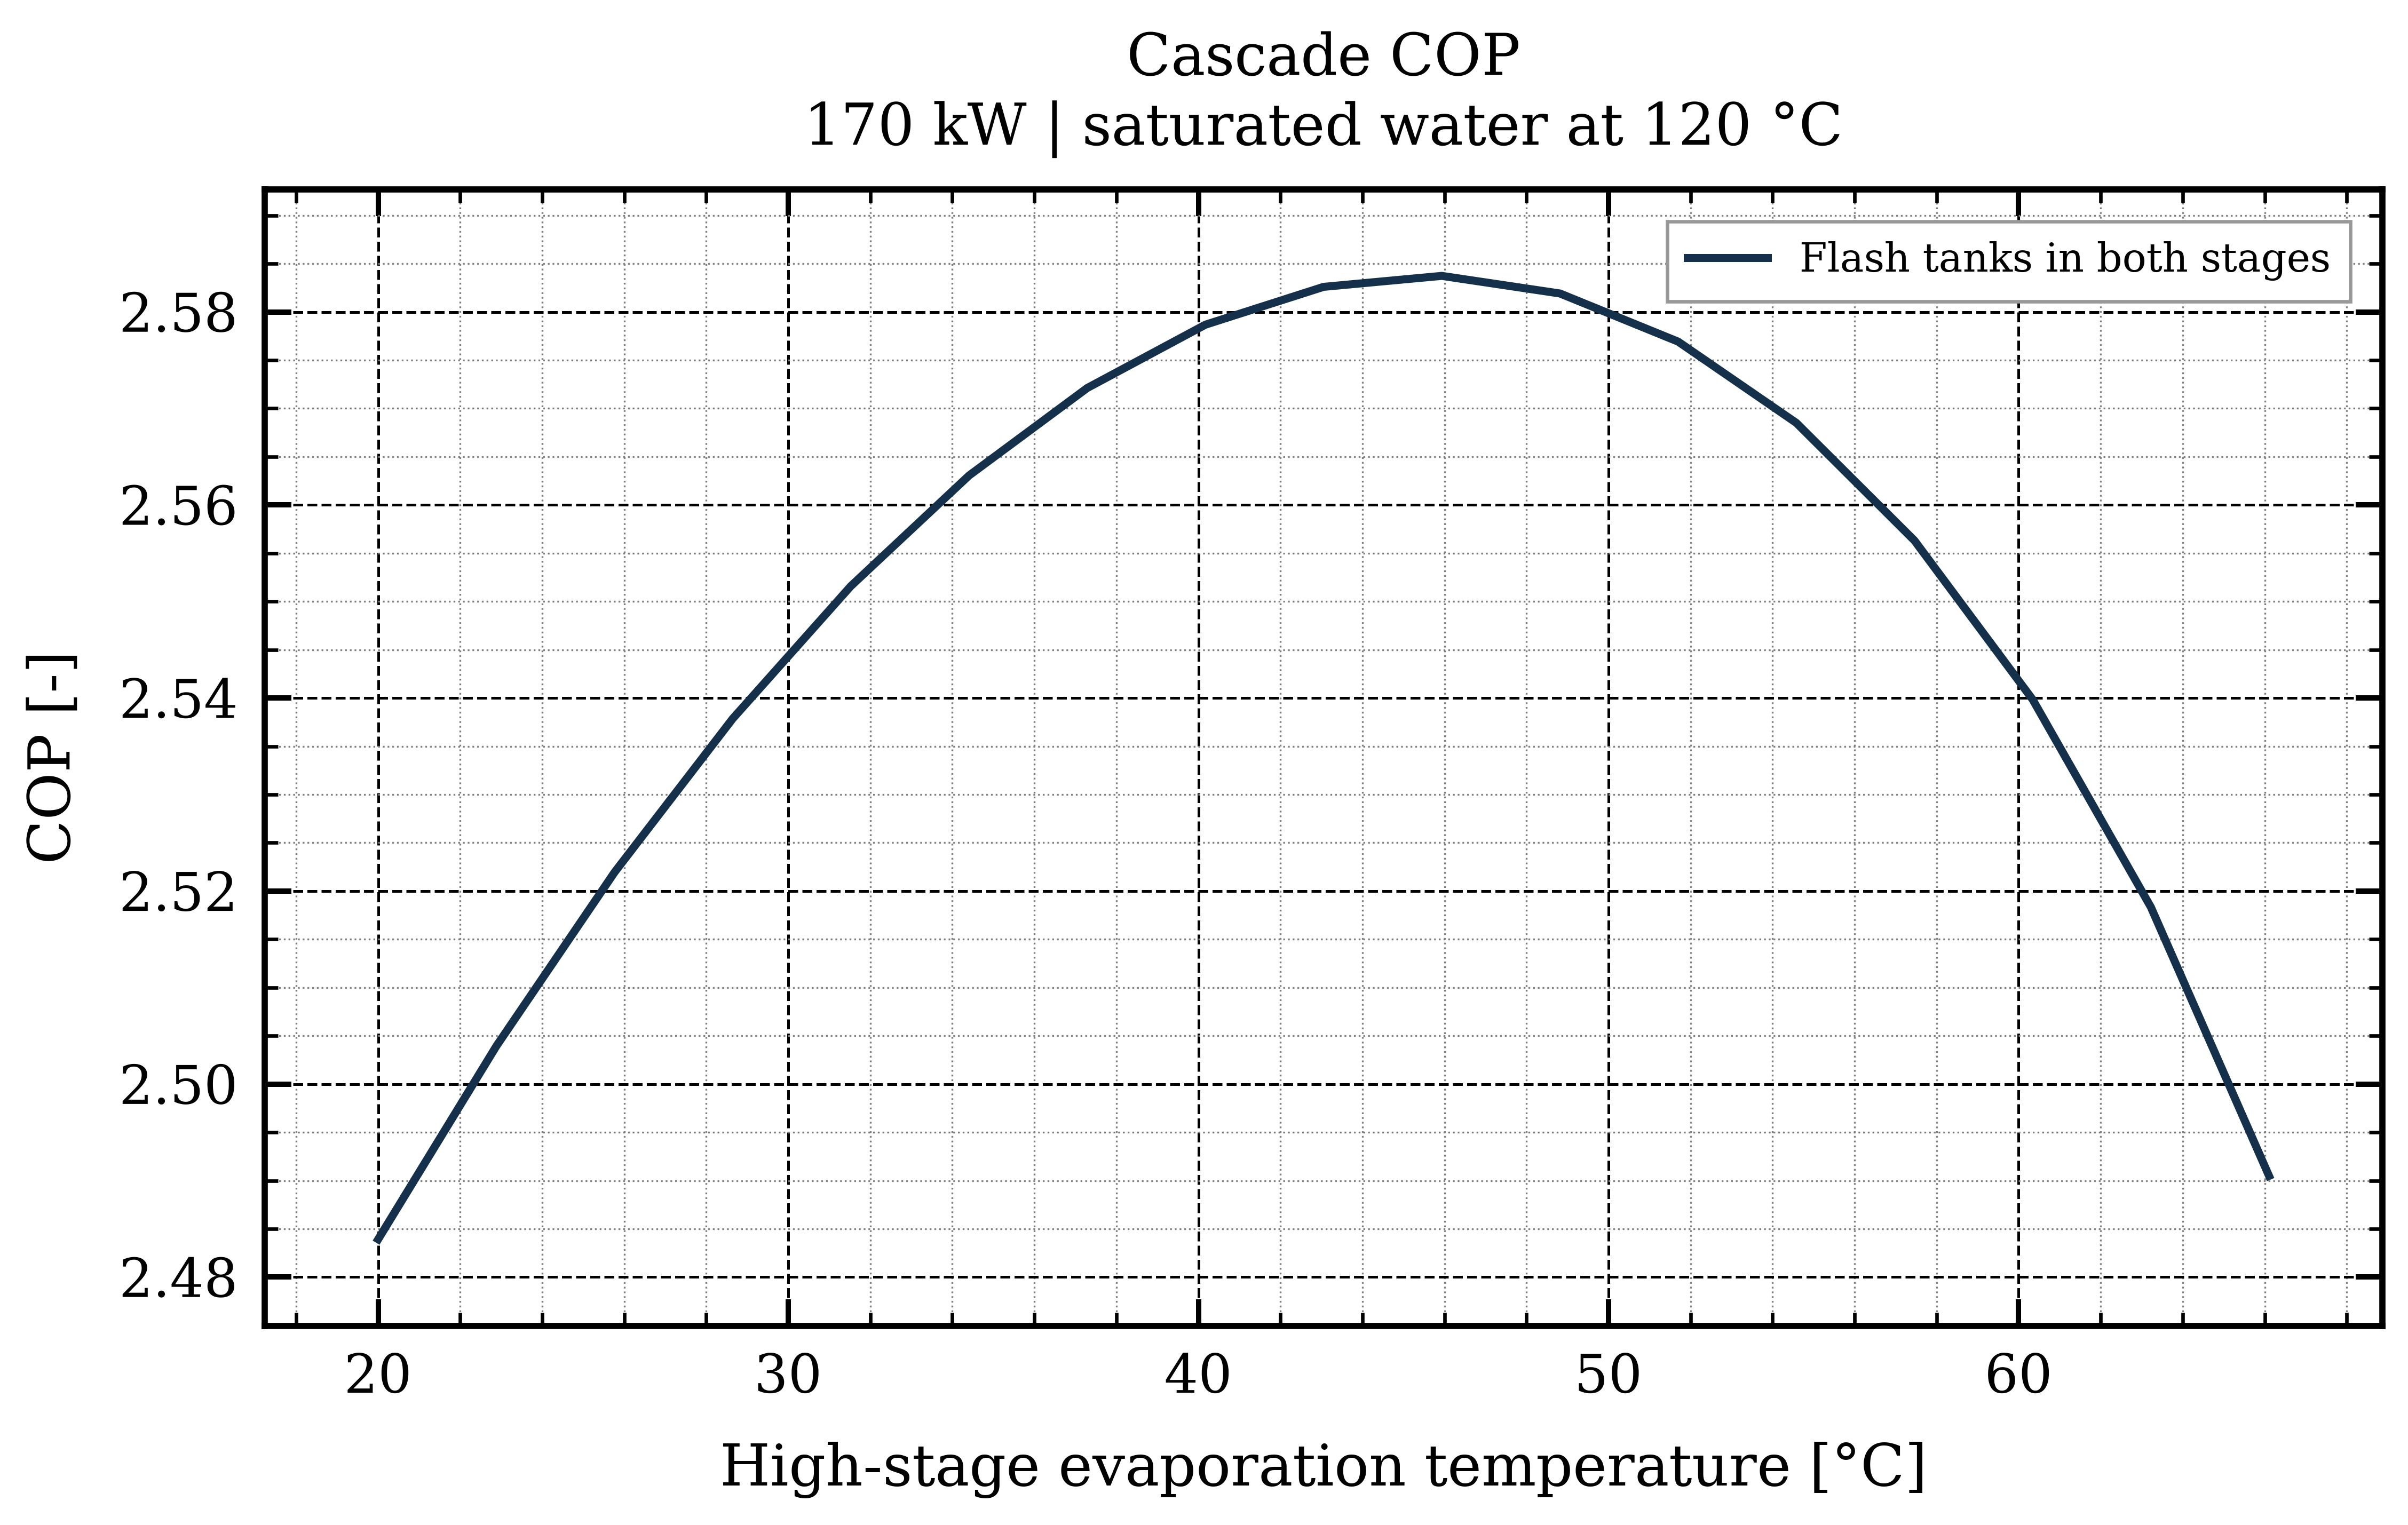 Cascade COP
170 kW | saturated water at 120 °C
Flash tanks in both stages
2.58
2.56
2.54
2.52
2.50
2.48
COP [-]
20 30 40 50 60
High-stage evaporation temperature [°C]